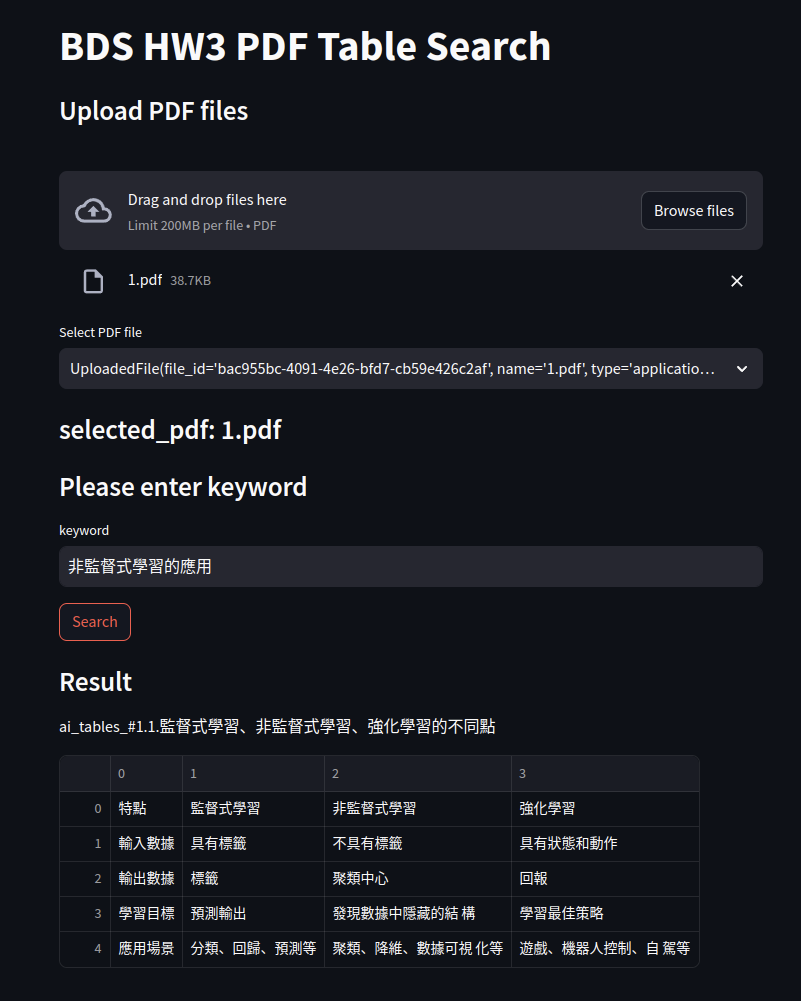 BDS HW3 PDF Table Search
Upload PDF files
Drag and drop files here
Limit 200MB per file • PDF
Browse files
1.pdf 38.7KB
Select PDF file
UploadedFile(file_id='bac955bc-4091-4e26-bfd7-cb59e426c2af', name='1.pdf', type='applicatio…
selected_pdf: 1.pdf
Please enter keyword
keyword
非監督式學習的應用
Search
Result
ai_tables_#1.1.監督式學習、非監督式學習、強化學習的不同點
0 1 2 3
0 特點 監督式學習 非監督式學習 強化學習
1 輸入數據 具有標籤 不具有標籤 具有狀態和動作
2 輸出數據 標籤 聚類中心 回報
3 學習目標 預測輸出 發現數據中隱藏的結 構 學習最佳策略
4 應用場景 分類、回歸、預測等 聚類、降維、數據可視 化等 遊戲、機器人控制、自 駕等